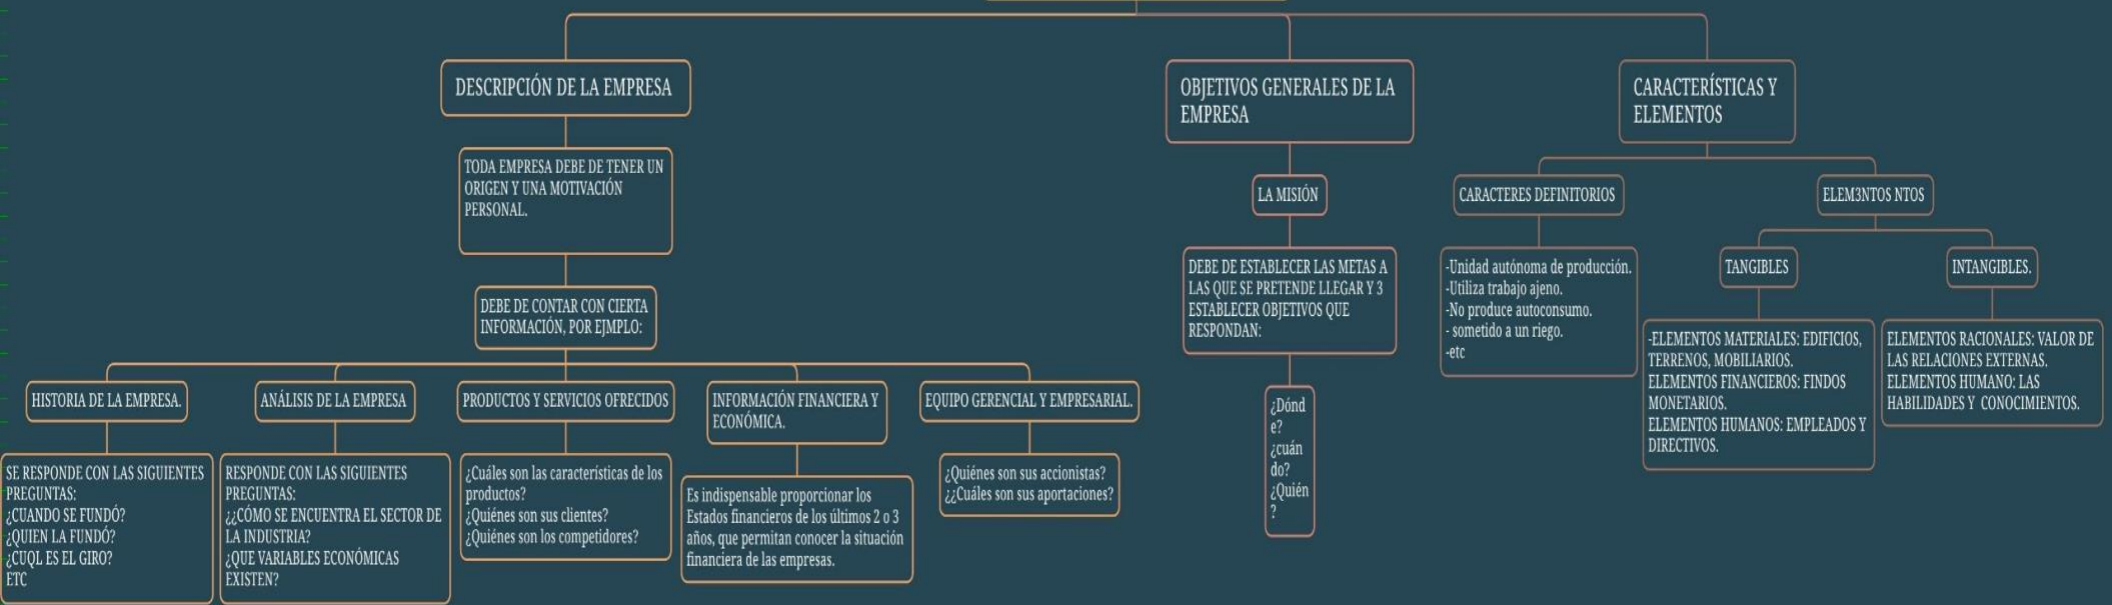 DESCRIPCIÓN DE LA EMPRESA
TODA EMPRESA DEBE DE TENER UN
ORIGEN Y UNA MOTIVACIÓN
PERSONAL.
DEBE DE CONTAR CON CIERTA
INFORMACIÓN, POR EJMPLO:
HISTORIA DE LA EMPRESA.
SE RESPONDE CON LAS SIGUIENTES
PREGUNTAS:
¿CUANDO SE FUNDÓ?
¿QUIEN LA FUNDÓ?
¿CUQL ES EL GIRO?
ETC
ANÁLISIS DE LA EMPRESA
RESPONDE CON LAS SIGUIENTES
PREGUNTAS:
¿¿CÓMO SE ENCUENTRA EL SECTOR DE
LA INDUSTRIA?
¿QUE VARIABLES ECONÓMICAS
EXISTEN?
PRODUCTOS Y SERVICIOS OFRECIDOS
¿Cuáles son las características de los
productos?
¿Quiénes son sus clientes?
¿Quiénes son los competidores?
INFORMACIÓN FINANCIERA Y
ECONÓMICA.
Es indispensable proporcionar los
Estados financieros de los últimos 2 o 3
años, que permitan conocer la situación
financiera de las empresas.
EQUIPO GERENCIAL Y EMPRESARIAL.
¿Quiénes son sus accionistas?
¿¿Cuáles son sus aportaciones?
OBJETIVOS GENERALES DE LA
EMPRESA
LA MISIÓN
DEBE DE ESTABLECER LAS METAS A
LAS QUE SE PRETENDE LLEGAR Y 3
ESTABLECER OBJETIVOS QUE
RESPONDAN:
¿Dónd
e?
¿cuán
do?
¿Quién
?
CARACTERÍSTICAS Y
ELEMENTOS
CARACTERES DEFINITORIOS
-Unidad autónoma de producción.
-Utiliza trabajo ajeno.
-No produce autoconsumo.
- sometido a un riego.
-etc
ELEM3NTOS NTOS
TANGIBLES
-ELEMENTOS MATERIALES: EDIFICIOS,
TERRENOS, MOBILIARIOS.
ELEMENTOS FINANCIEROS: FINDOS
MONETARIOS.
ELEMENTOS HUMANOS: EMPLEADOS Y
DIRECTIVOS.
INTANGIBLES.
ELEMENTOS RACIONALES: VALOR DE
LAS RELACIONES EXTERNAS.
ELEMENTOS HUMANO: LAS
HABILIDADES Y CONOCIMIENTOS.